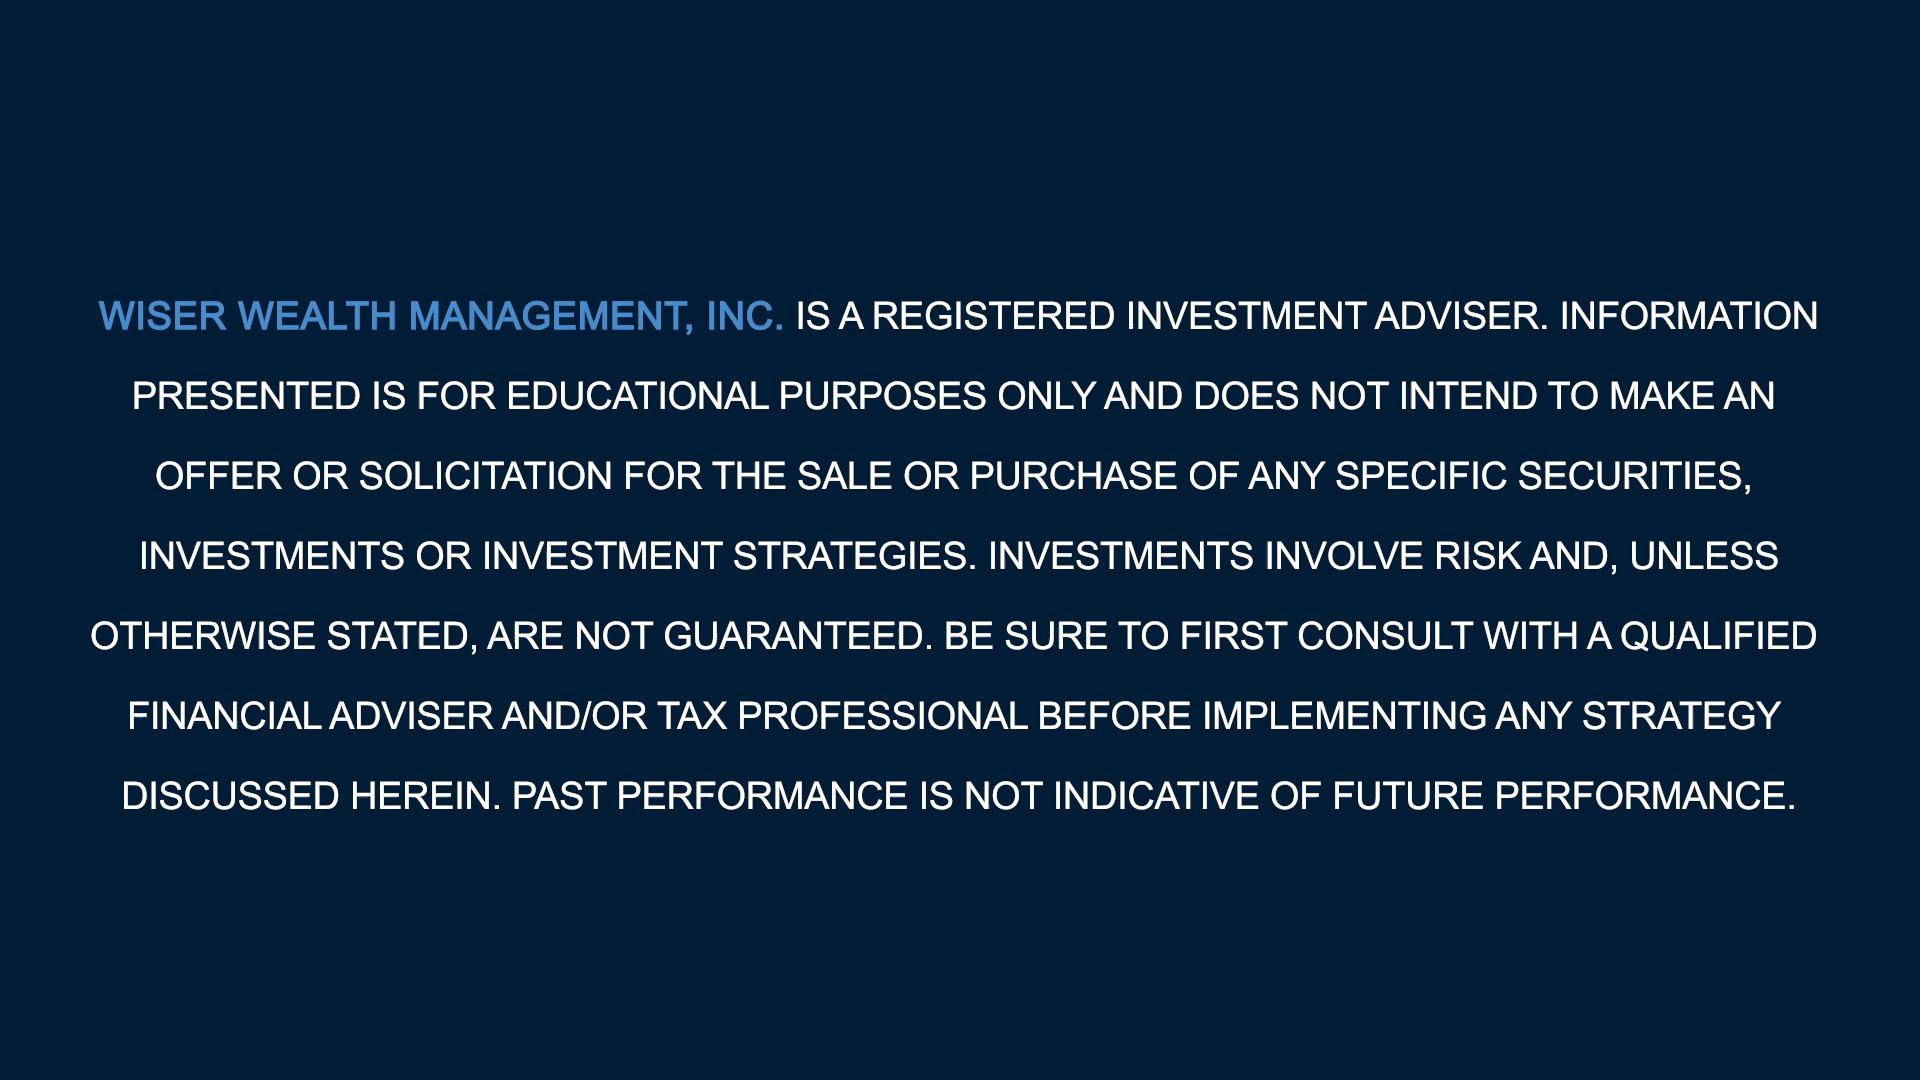 WISER WEALTH MANAGEMENT, INC. IS A REGISTERED INVESTMENT ADVISER. INFORMATION
PRESENTED IS FOR EDUCATIONAL PURPOSES ONLY AND DOES NOT INTEND TO MAKE AN
OFFER OR SOLICITATION FOR THE SALE OR PURCHASE OF ANY SPECIFIC SECURITIES,
INVESTMENTS OR INVESTMENT STRATEGIES. INVESTMENTS INVOLVE RISK AND, UNLESS
OTHERWISE STATED, ARE NOT GUARANTEED. BE SURE TO FIRST CONSULT WITH A QUALIFIED
FINANCIAL ADVISER AND/OR TAX PROFESSIONAL BEFORE IMPLEMENTING ANY STRATEGY
DISCUSSED HEREIN. PAST PERFORMANCE IS NOT INDICATIVE OF FUTURE PERFORMANCE.